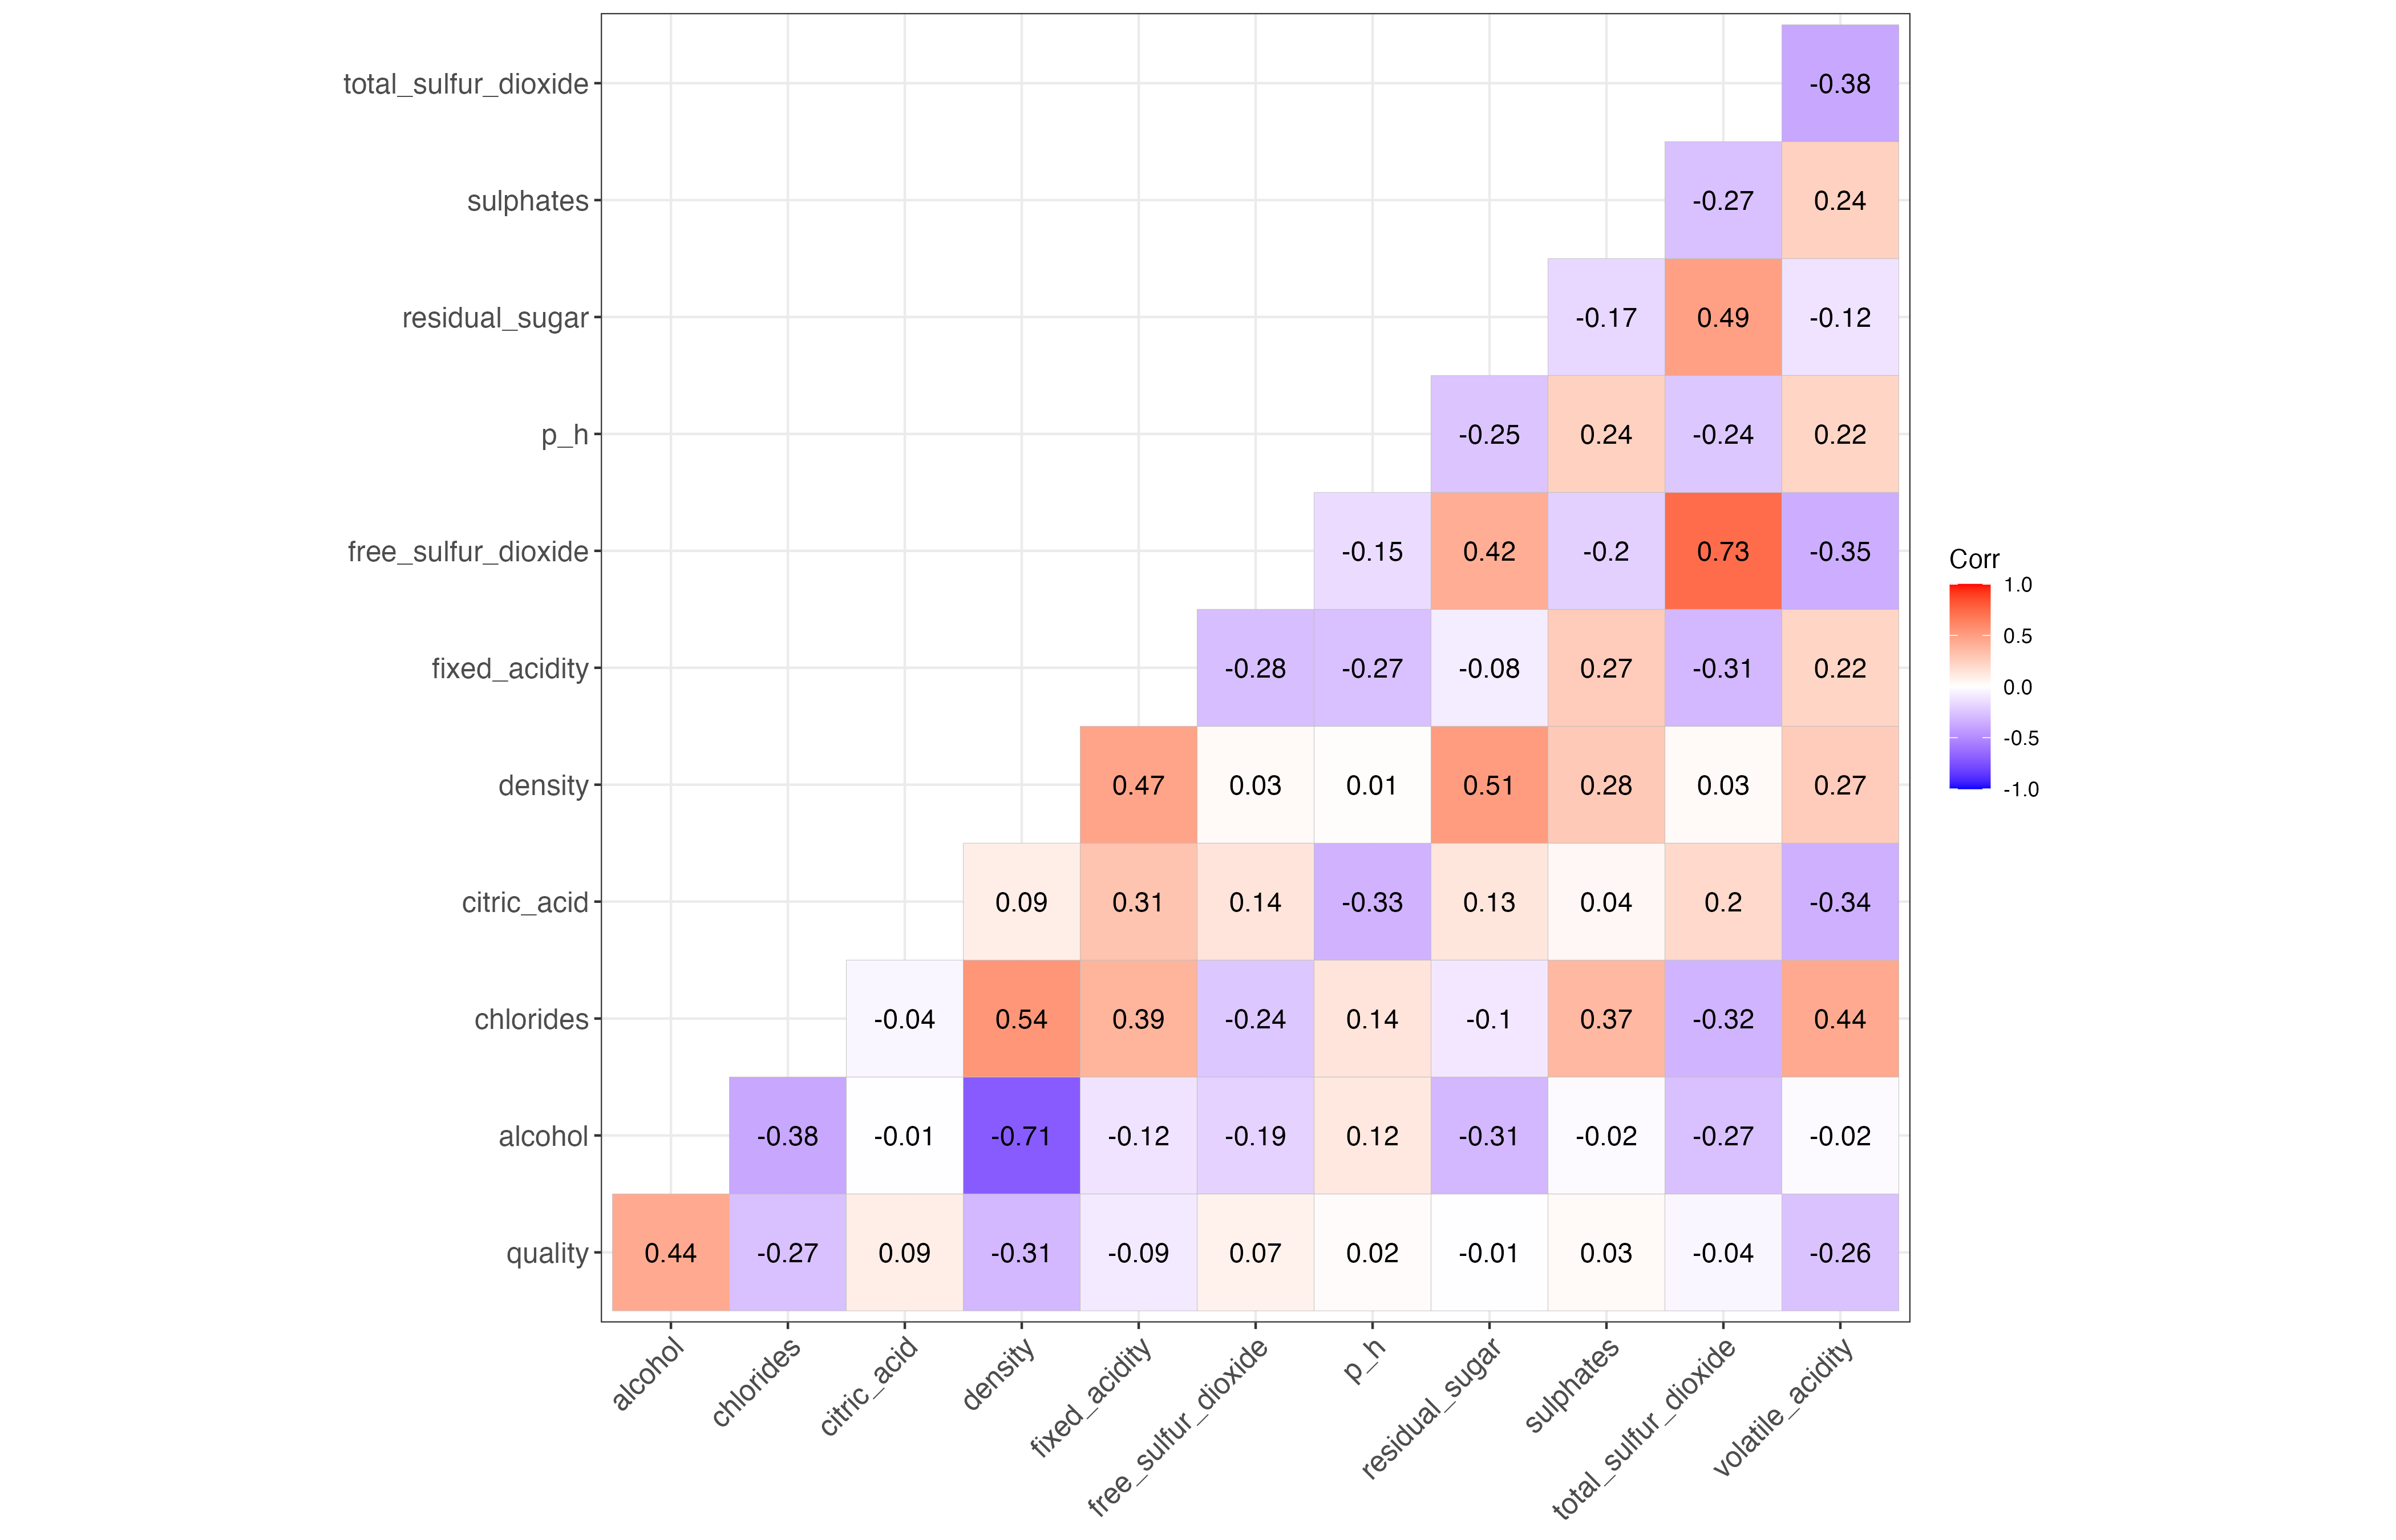 total_sulfur_dioxide -0.38
sulphates -0.27 0.24
residual_sugar -0.17 0.49 -0.12
p_h -0.25 0.24 -0.24 0.22
free_sulfur_dioxide -0.15 0.42 -0.2 0.73 -0.35
fixed_acidity -0.28 -0.27 -0.08 0.27 -0.31 0.22
density 0.47 0.03 0.01 0.51 0.28 0.03 0.27
citric_acid 0.09 0.31 0.14 -0.33 0.13 0.04 0.2 -0.34
chlorides -0.04 0.54 0.39 -0.24 0.14 -0.1 0.37 -0.32 0.44
alcohol -0.38 -0.01 -0.71 -0.12 -0.19 0.12 -0.31 -0.02 -0.27 -0.02
quality 0.44 -0.27 0.09 -0.31 -0.09 0.07 0.02 -0.01 0.03 -0.04 -0.26
alcohol
chlorides
citric_acid
density
fixed_acidity
free_sulfur_dioxide
p_h
residual_sugar
sulphates
total_sulfur_dioxide
volatile_acidity
Corr
1.0
0.5
0.0
-0.5
-1.0